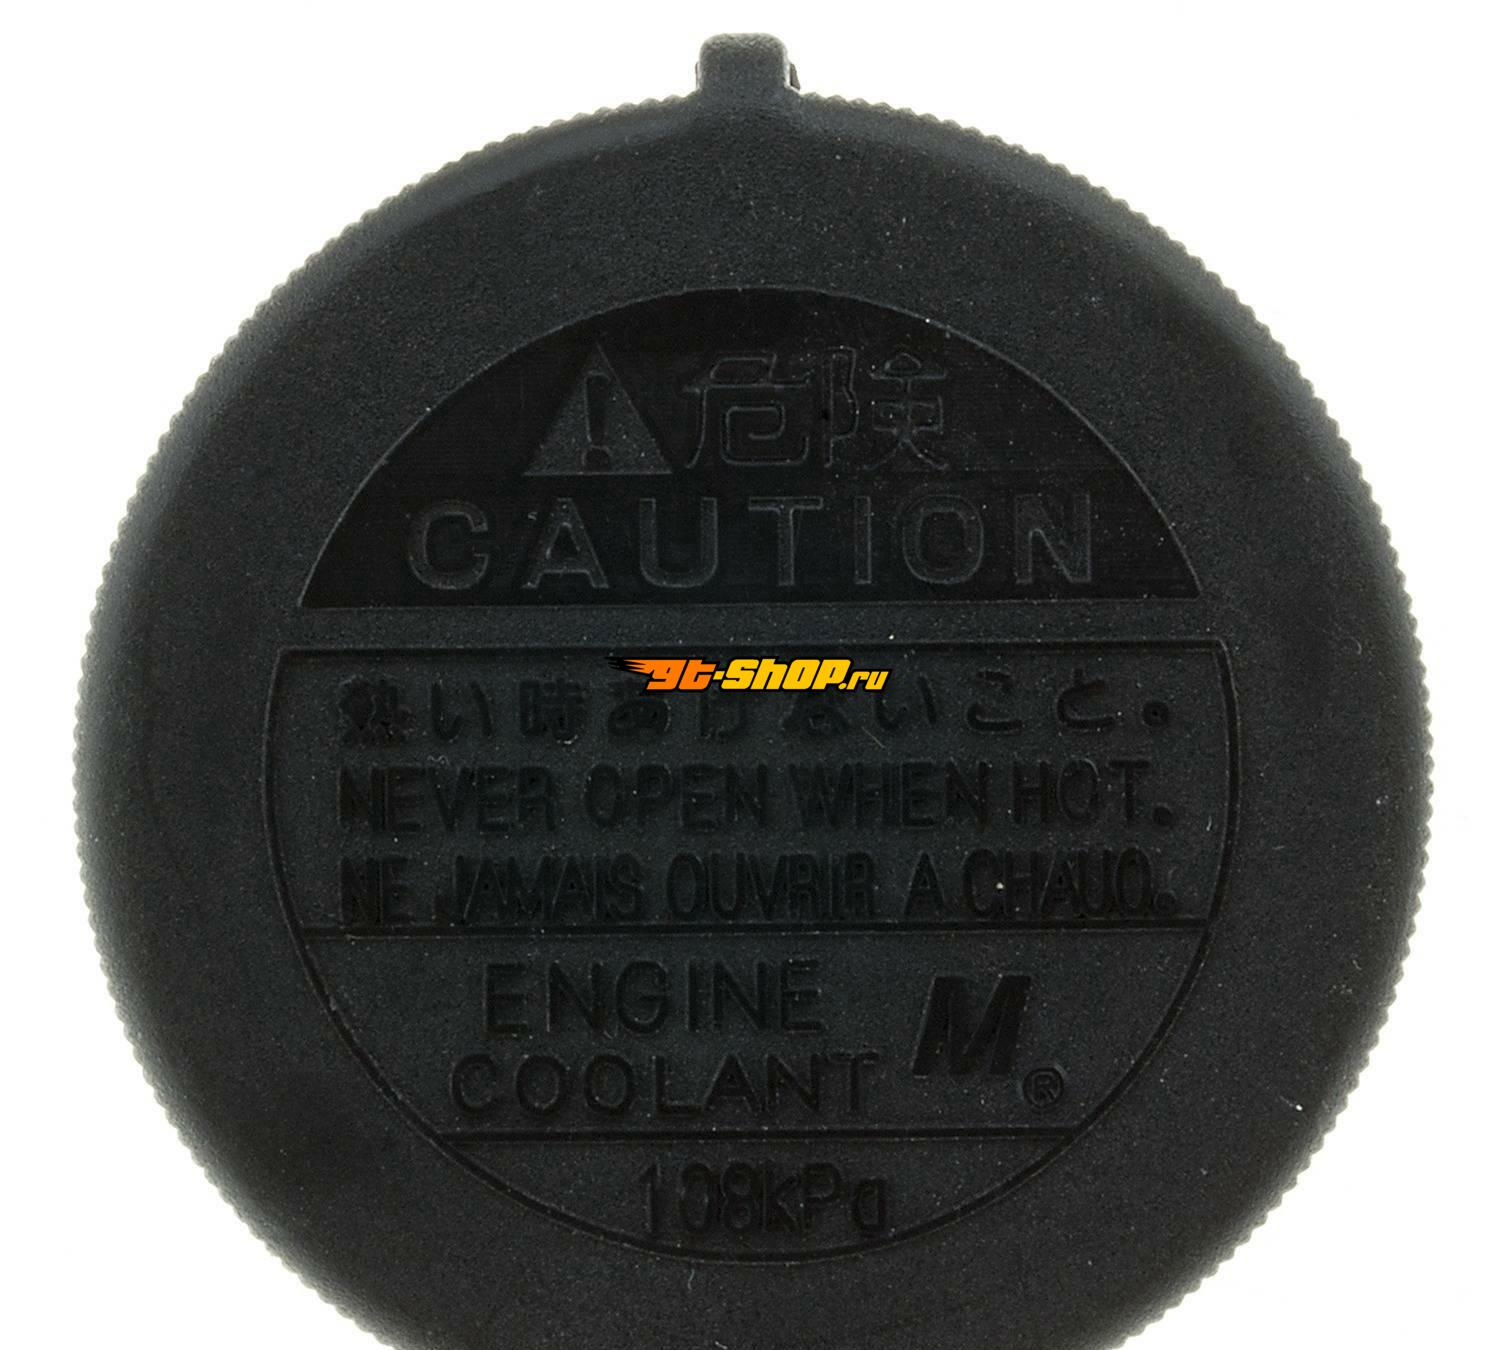 危険
CAUTION
gt-shop.ru
熱い時あけないこと。
NEVER OPEN WHEN HOT.
NE JAMAIS OUVRIR A CHAUD.
ENGINE
COOLANT M®
108kPa